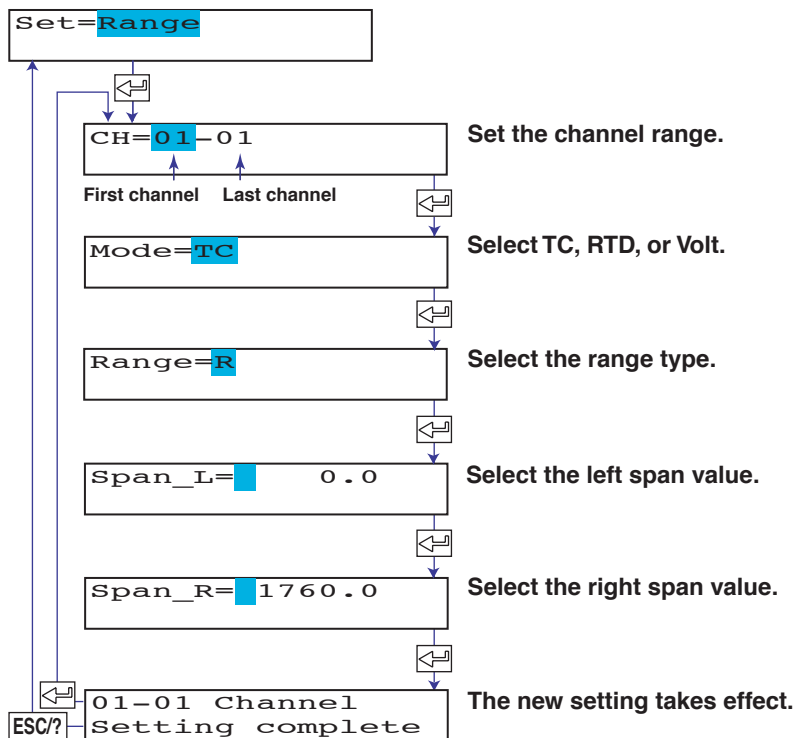 Set=Range
CH=01-01
Set the channel range.
First channel Last channel
Mode=TC
Select TC, RTD, or Volt.
Range=R
Select the range type.
Span_L= 0.0
Select the left span value.
Span_R= 1760.0
Select the right span value.
01-01 Channel
Setting complete
The new setting takes effect.
ESC/?